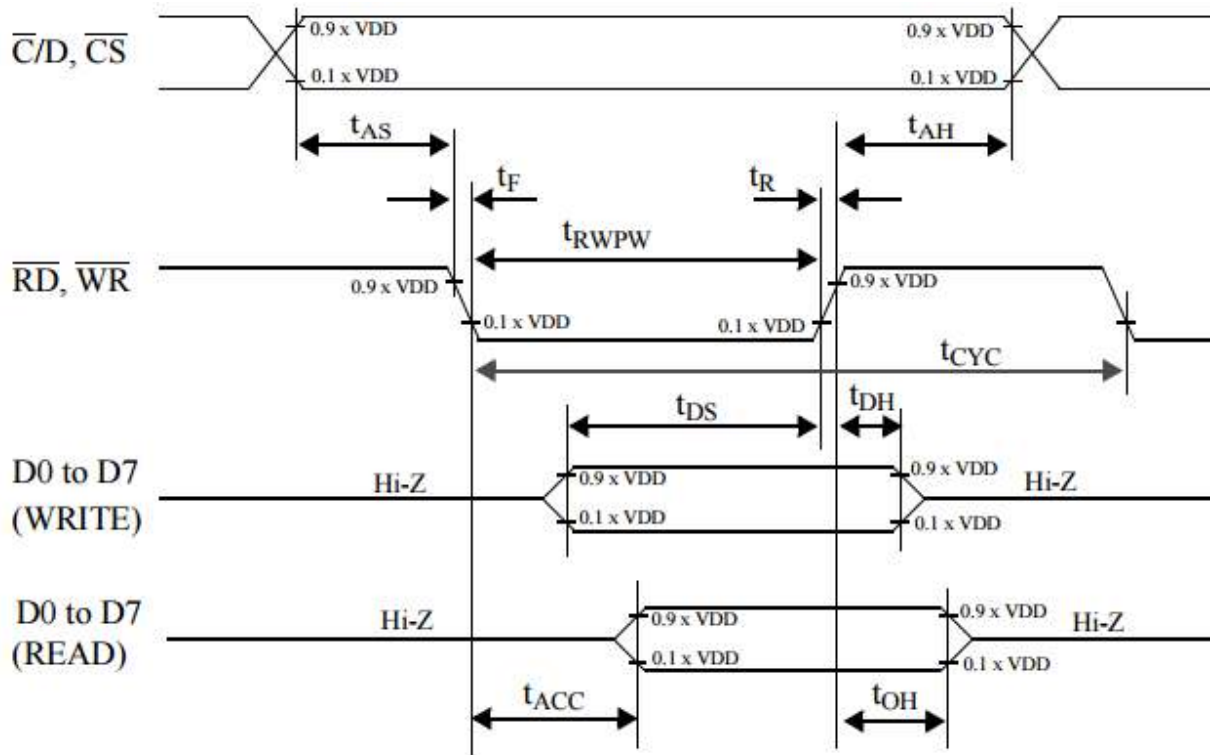 0.9 x VDD 0.9 x VDD
C̅/D, C̅S̅
0.1 x VDD 0.1 x VDD
tAS tAH
tF tR
tRWPW
R̅D̅, W̅R̅
0.9 x VDD 0.9 x VDD
0.1 x VDD 0.1 x VDD
tCYC
tDS tDH
D0 to D7
(WRITE)
Hi-Z 0.9 x VDD 0.9 x VDD Hi-Z
0.1 x VDD 0.1 x VDD
D0 to D7
(READ)
Hi-Z 0.9 x VDD 0.9 x VDD Hi-Z
0.1 x VDD 0.1 x VDD
tACC tOH